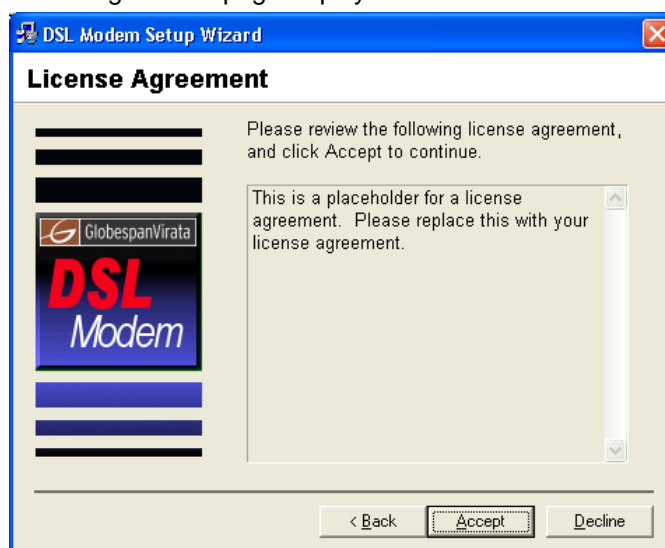 DSL Modem Setup Wizard
License Agreement
Please review the following license agreement,
and click Accept to continue.
This is a placeholder for a license
agreement. Please replace this with your
license agreement.
GlobespanVirata
DSL
Modem
< Back
Accept
Decline